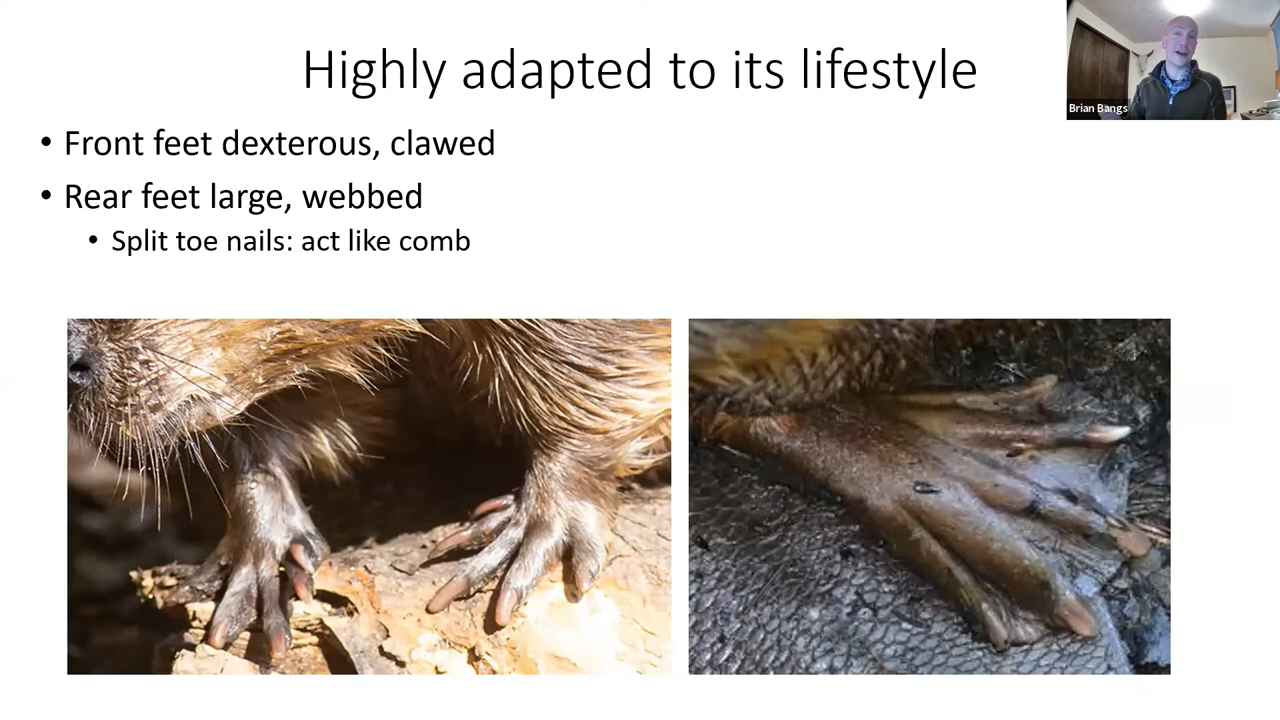 Highly adapted to its lifestyle
Brian Bangs
• Front feet dexterous, clawed
• Rear feet large, webbed
• Split toe nails: act like comb